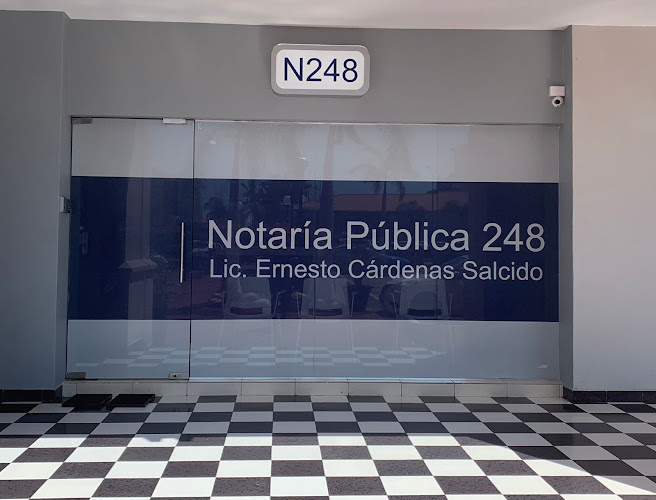 N248
Notaría Pública 248
Lic. Ernesto Cárdenas Salcido